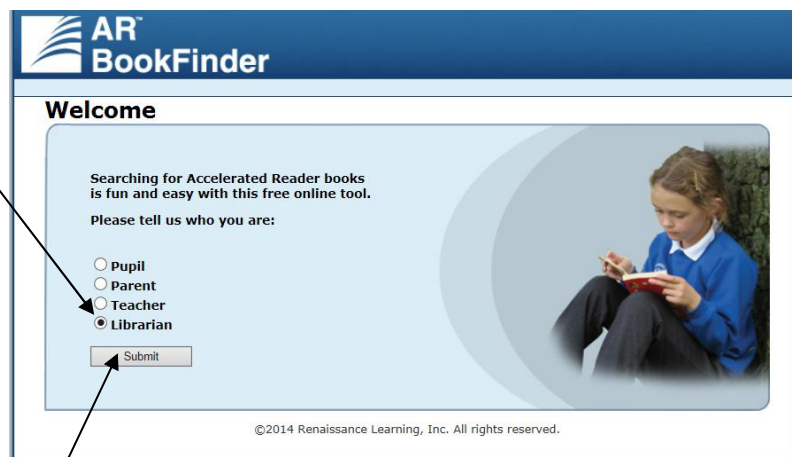 AR™
BookFinder
Welcome
Searching for Accelerated Reader books
is fun and easy with this free online tool.
Please tell us who you are:
Pupil
Parent
Teacher
Librarian
Submit
©2014 Renaissance Learning, Inc. All rights reserved.